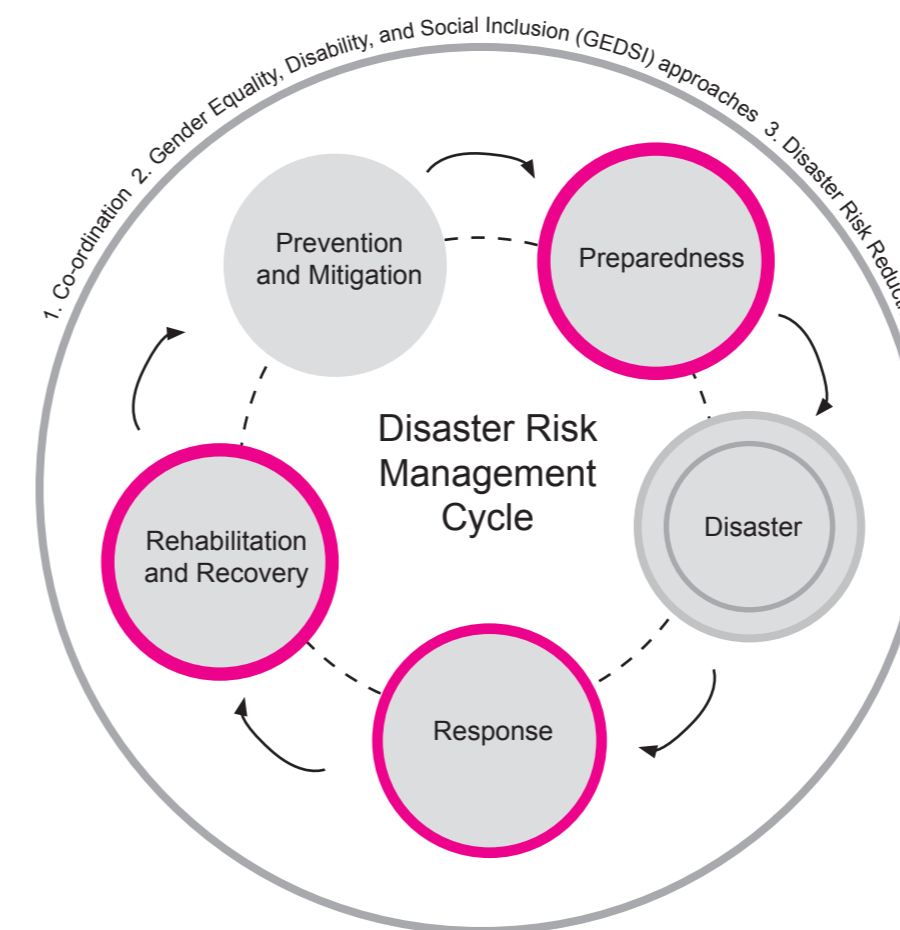 1. Co-ordination 2. Gender Equality, Disability, and Social Inclusion (GEDSI) approaches 3. Disaster Risk
Prevention
and Mitigation
Preparedness
Disaster Risk
Management
Cycle
Disaster
Rehabilitation
and Recovery
Response